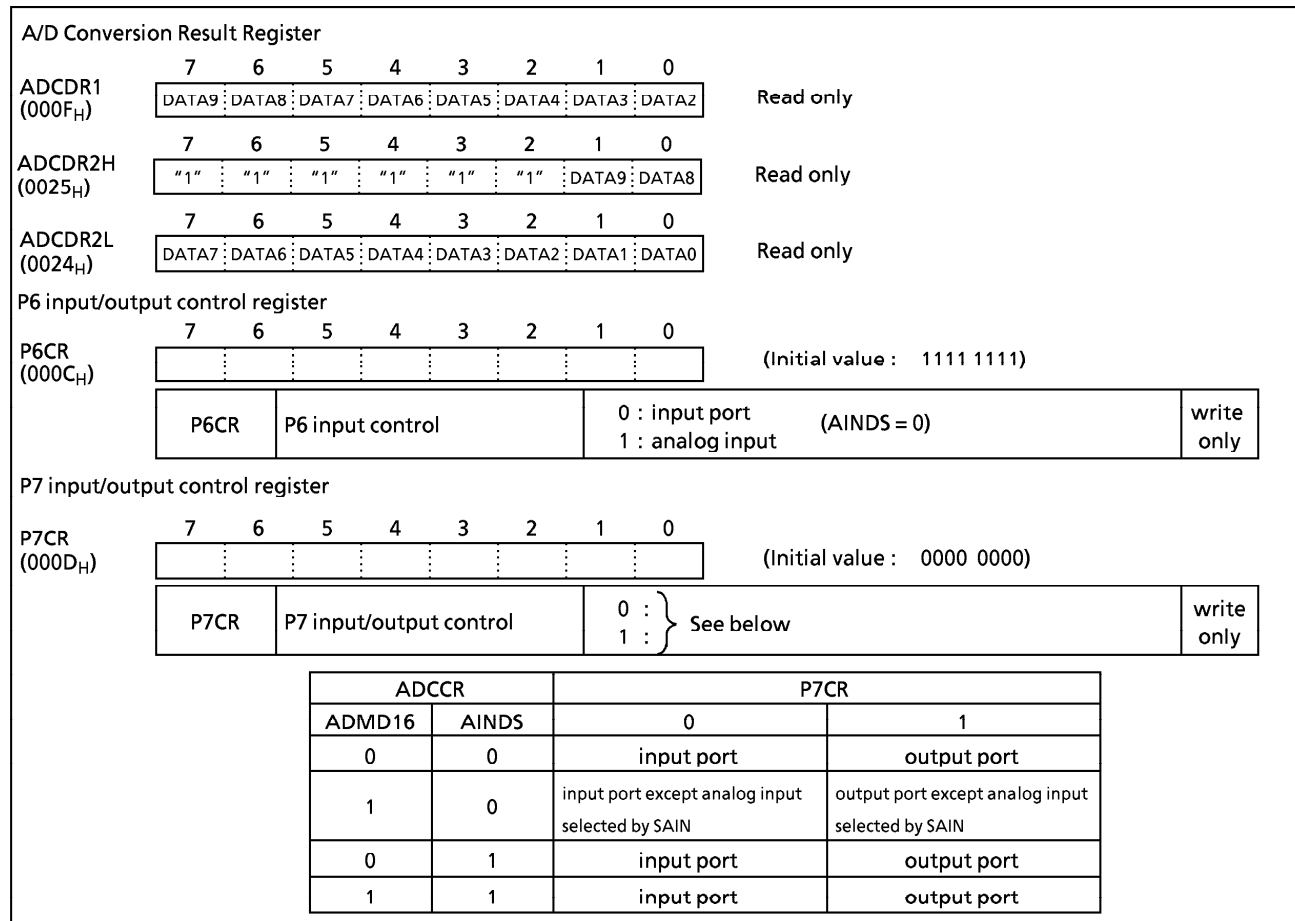 A/D Conversion Result Register
7 6 5 4 3 2 1 0
ADCDR1
(000FH)
DATA9 DATA8 DATA7 DATA6 DATA5 DATA4 DATA3 DATA2
Read only
7 6 5 4 3 2 1 0
ADCDR2H
(0025H)
"1" "1" "1" "1" "1" "1" DATA9 DATA8
Read only
7 6 5 4 3 2 1 0
ADCDR2L
(0024H)
DATA7 DATA6 DATA5 DATA4 DATA3 DATA2 DATA1 DATA0
Read only
P6 input/output control register
7 6 5 4 3 2 1 0
P6CR
(000CH)
(Initial value : 1111 1111)
P6CR
P6 input control
0 : input port
1 : analog input
(AINDS = 0)
write
only
P7 input/output control register
7 6 5 4 3 2 1 0
P7CR
(000DH)
(Initial value : 0000 0000)
P7CR
P7 input/output control
0 :
1 :
See below
write
only
ADCCR P7CR
ADMD16 AINDS 0 1
0 0 input port output port
1 0
input port except analog input
selected by SAIN
output port except analog input
selected by SAIN
0 1 input port output port
1 1 input port output port